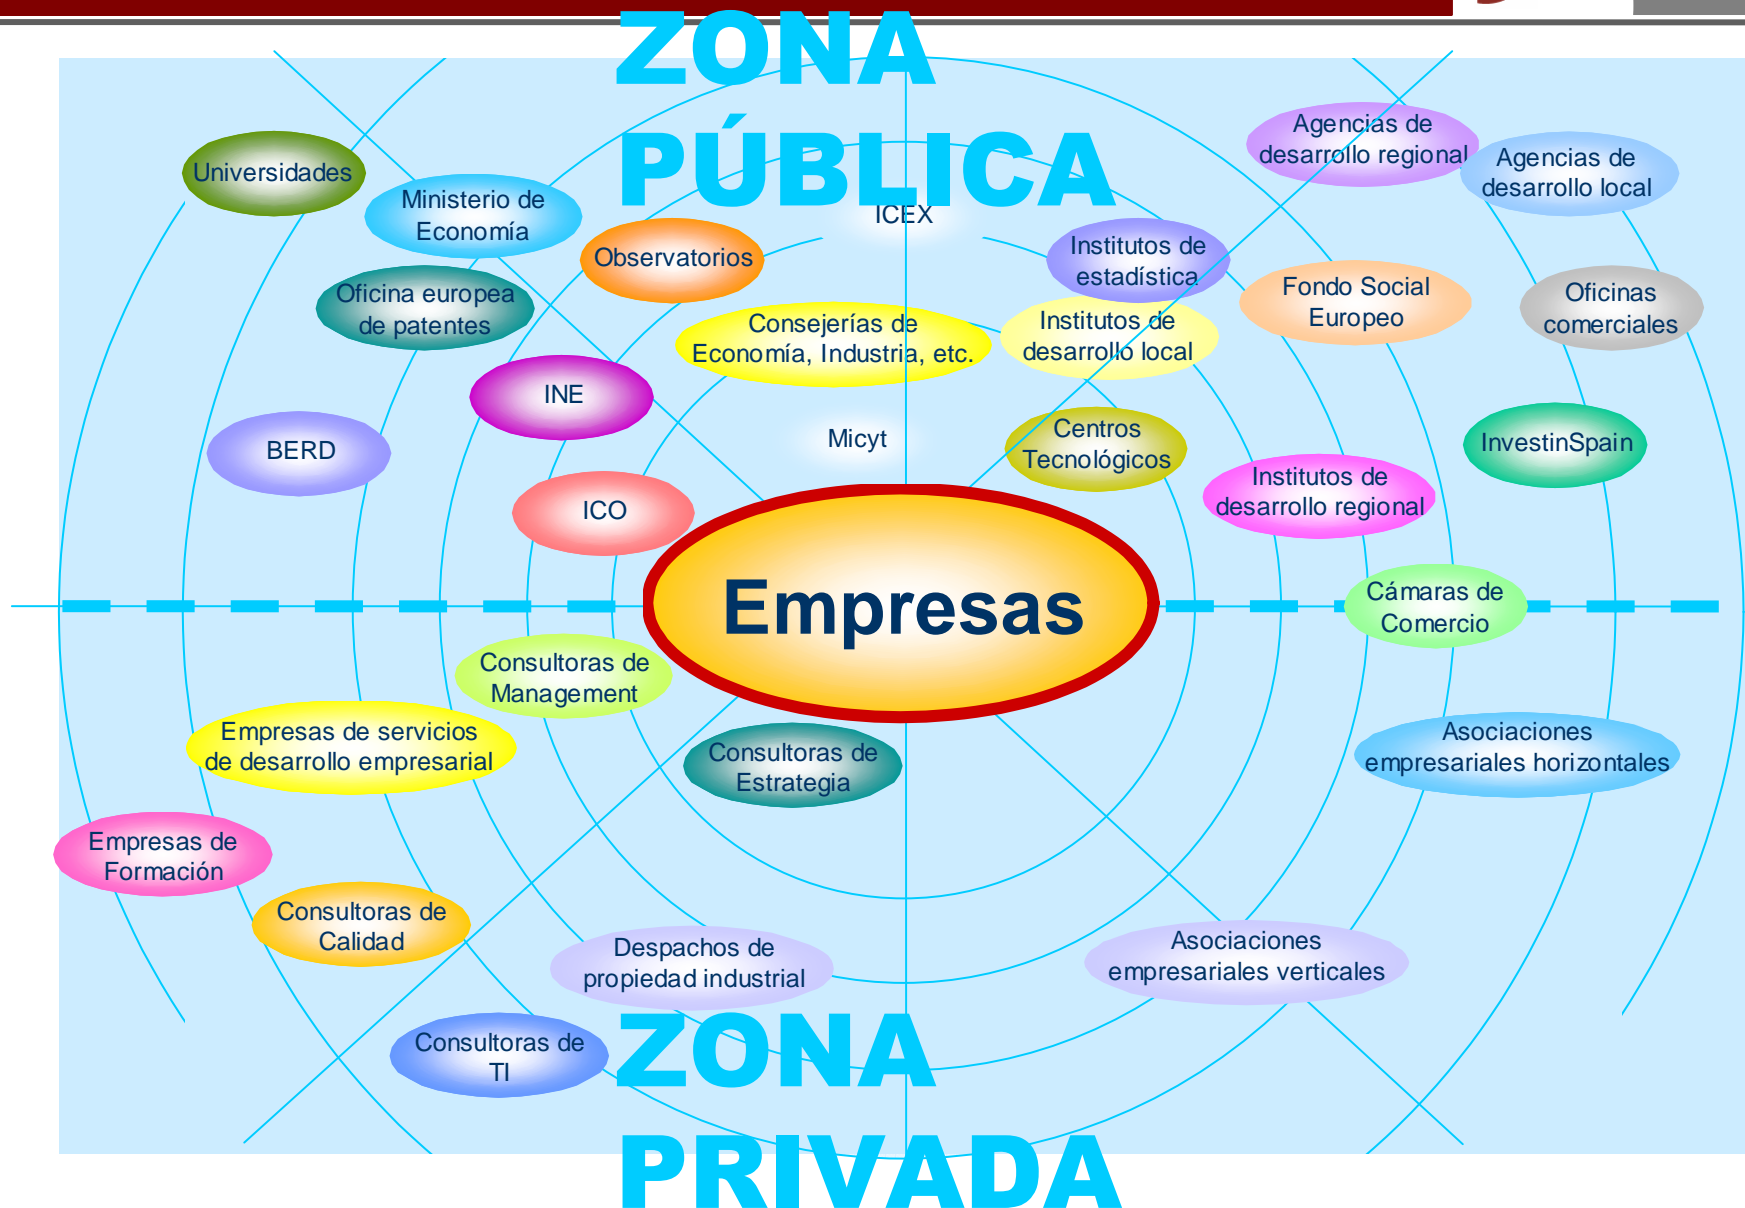 ZONA
PÚBLICA
Universidades
Ministerio de
Economía
Observatorios
ICEX
Agencias de
desarrollo regional
Agencias de
desarrollo local
Institutos de
estadística
Oficina europea
de patentes
Consejerías de
Economía, Industria, etc.
Institutos de
desarrollo local
Fondo Social
Europeo
Oficinas
comerciales
INE
BERD
Micyt
Centros
Tecnológicos
InvestinSpain
Institutos de
desarrollo regional
ICO
Empresas
Cámaras de
Comercio
Consultoras de
Management
Empresas de servicios
de desarrollo empresarial
Consultoras de
Estrategia
Asociaciones
empresariales horizontales
Empresas de
Formación
Consultoras de
Calidad
Despachos de
propiedad industrial
Asociaciones
empresariales verticales
Consultoras de
TI
ZONA
PRIVADA